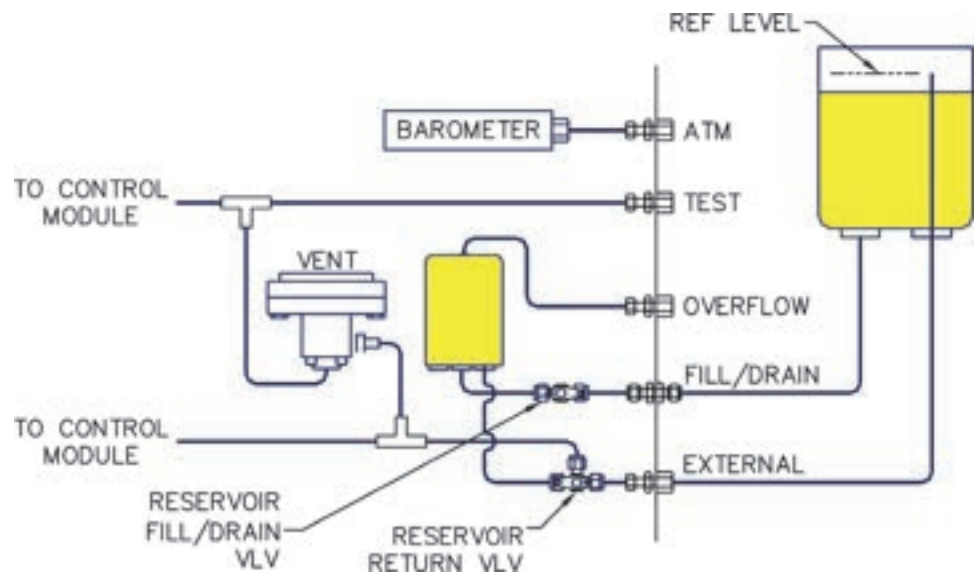 REF LEVEL
BAROMETER
ATM
TO CONTROL
MODULE
TEST
VENT
OVERFLOW
FILL/DRAIN
TO CONTROL
MODULE
EXTERNAL
RESERVOIR
FILL/DRAIN
VLV
RESERVOIR
RETURN VLV